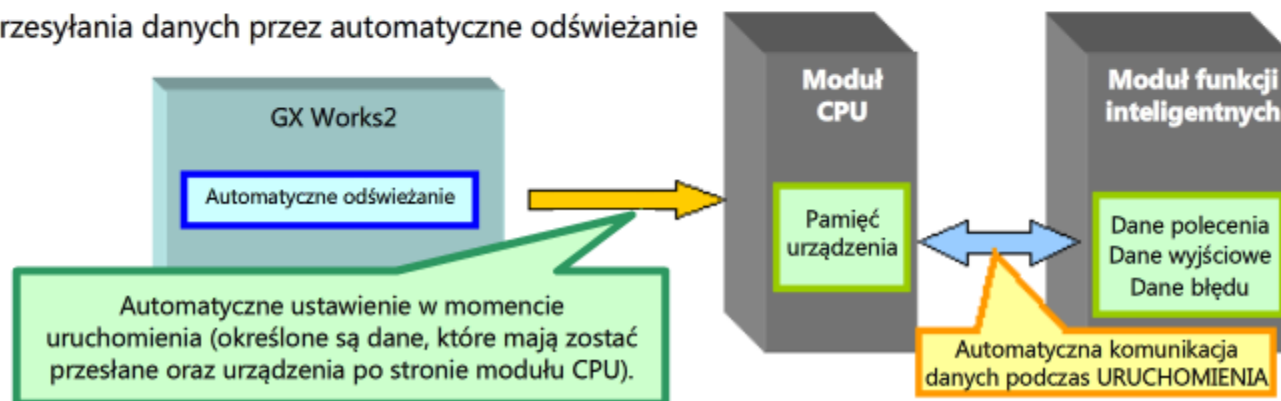 rzesyłania danych przez automatyczne odświeżanie
GX Works2
Automatyczne odświeżanie
Automatyczne ustawienie w momencie
uruchomienia (określone są dane, które mają zostać
przesłane oraz urządzenia po stronie modułu CPU).
Moduł
CPU
Pamięć
urządzenia
Moduł funkcji
inteligentnych
Dane polecenia
Dane wyjściowe
Dane błędu
Automatyczna komunikacja
danych podczas URUCHOMIENIA